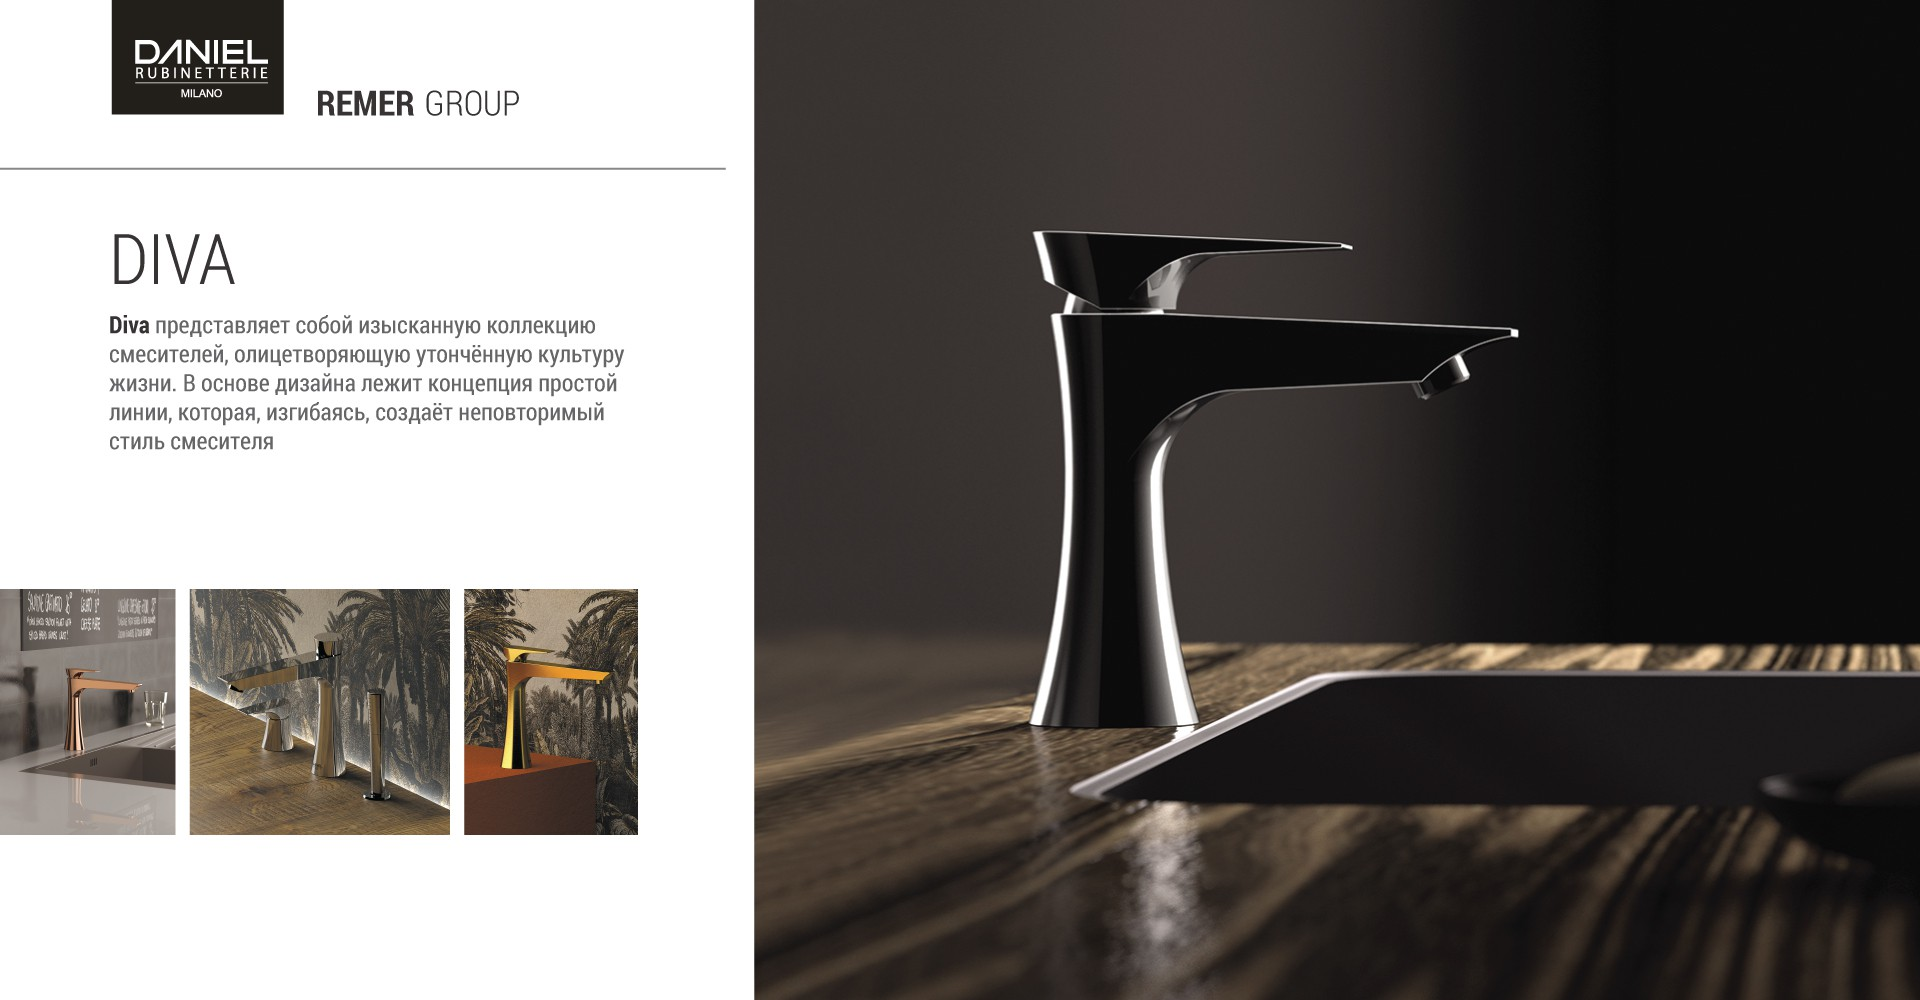 DANIEL
RUBINETTERIE
MILANO
REMER GROUP
DIVA
Diva представляет собой изысканную коллекцию
смесителей, олицетворяющую утончённую культуру
жизни. В основе дизайна лежит концепция простой
линии, которая, изгибаясь, создаёт неповторимый
стиль смесителя